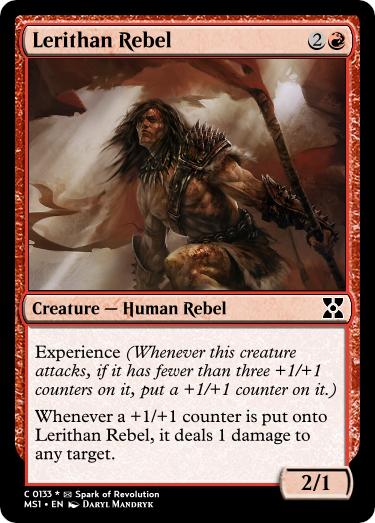 Lerithan Rebel 2
Creature — Human Rebel
Experience (Whenever this creature
attacks, if it has fewer than three +1/+1
counters on it, put a +1/+1 counter on it.)
Whenever a +1/+1 counter is put onto
Lerithan Rebel, it deals 1 damage to
any target.
2/1
C 0133 * Spark of Revolution
MS1 • EN Daryl Mandryk